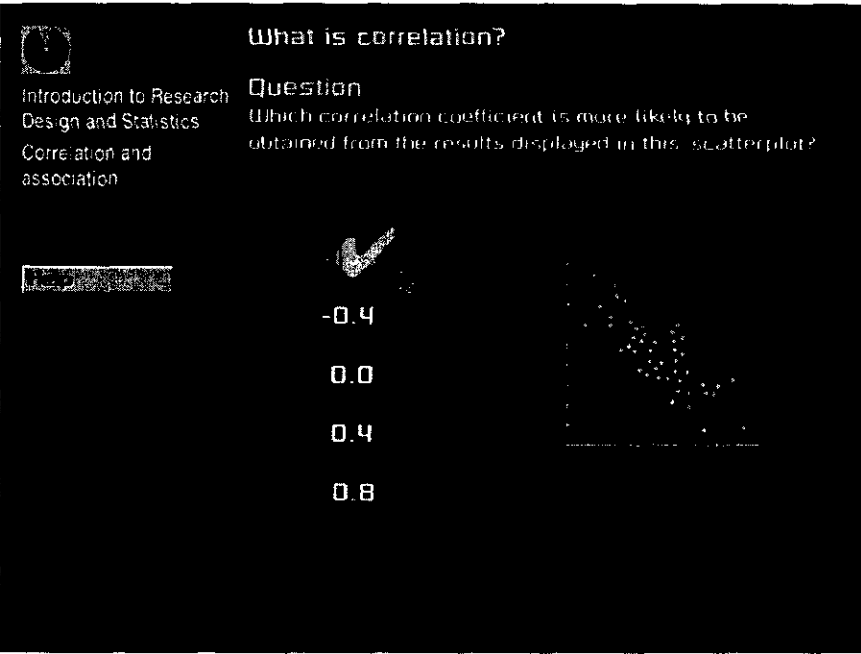 What is correlation?
Introduction to Research
Design and Statistics
Correlation and
association
Question
Which correlation coefficient is more likely to be
obtained from the results displayed in this scatterplot?
Help
-0.4
0.0
0.4
0.8